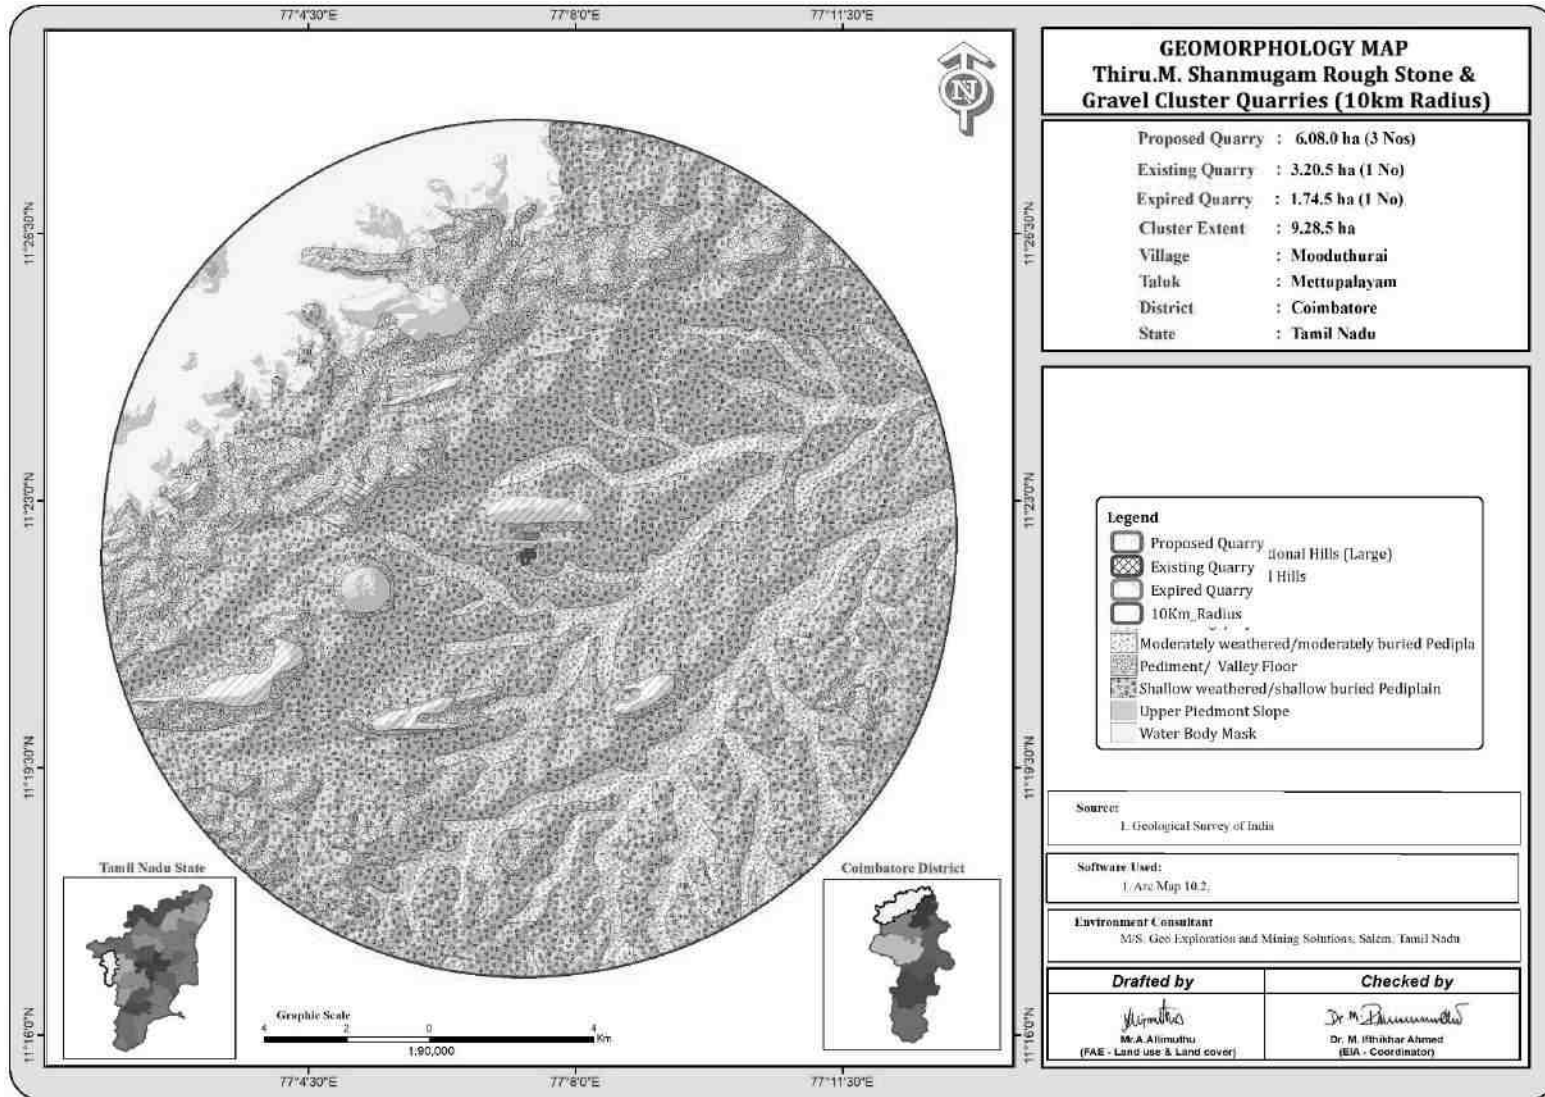 GEOMORPHOLOGY MAP
Thiru.M. Shanmugam Rough Stone &
Gravel Cluster Quarries (10km Radius)
Proposed Quarry : 6.08.0 ha (3 Nos)
Existing Quarry : 3.20.5 ha (1 No)
Expired Quarry : 1.74.5 ha (1 No)
Cluster Extent : 9.28.5 ha
Village : Mooduthurai
Taluk : Mettupalayam
District : Coimbatore
State : Tamil Nadu
77°4'30"E 77°8'0"E 77°11'30"E
N
11°26'30"N 11°26'30"N
11°23'0"N 11°23'0"N
11°19'30"N 11°19'30"N
11°16'0"N 11°16'0"N
Legend
Proposed Quarry
tional Hills (Large)
Existing Quarry
l Hills
Expired Quarry
10Km_Radius
Moderately weathered/moderately buried Pedipla
Pediment/ Valley Floor
Shallow weathered/shallow buried Pediplain
Upper Piedmont Slope
Water Body Mask
Source:
1. Geological Survey of India
Software Used:
1. Arc Map 10.2.
Environment Consultant
M/S. Geo Exploration and Mining Solutions, Salem, Tamil Nadu
Drafted by Checked by
Mr.A.Allimuthu
(FAE - Land use & Land cover)
Dr. M. Ifthikhar Ahmed
(EIA - Coordinator)
Tamil Nadu State
Coimbatore District
Graphic Scale
4 2 0 4
Km
1:90,000
77°4'30"E 77°8'0"E 77°11'30"E